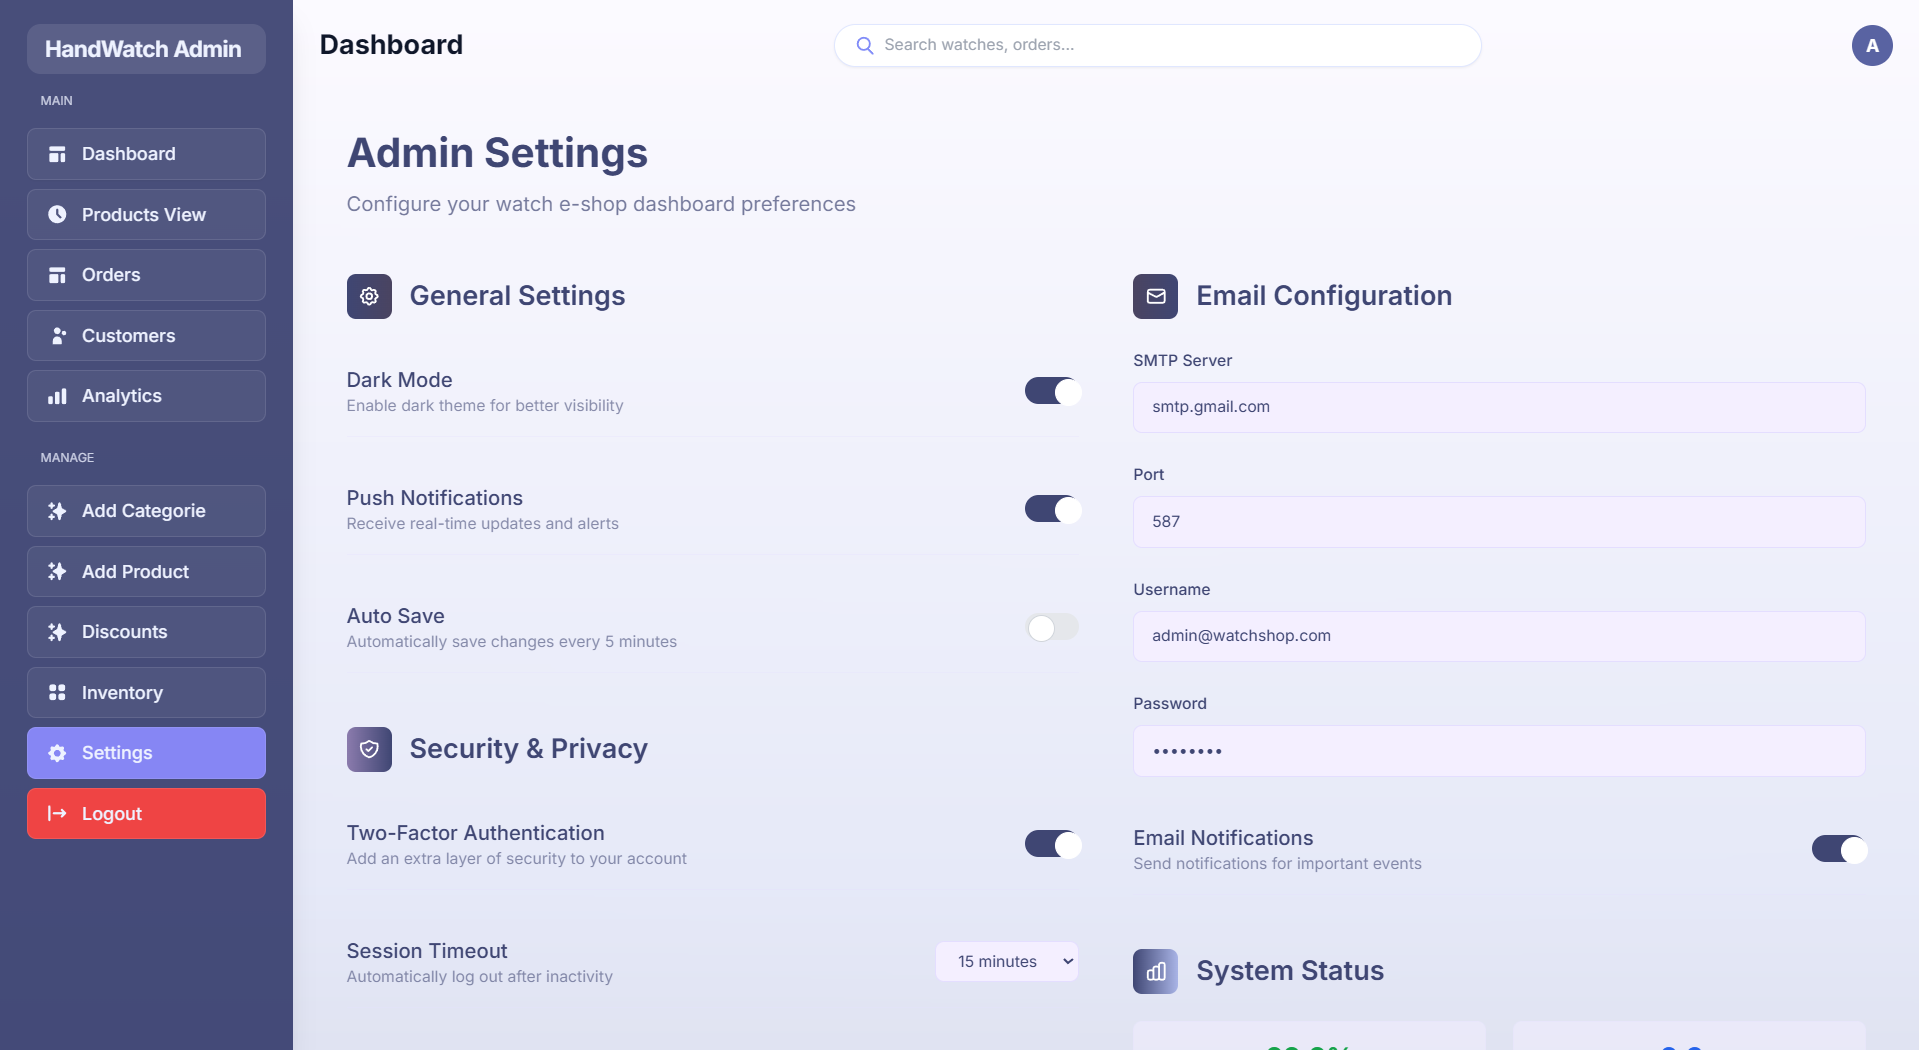 HandWatch Admin
MAIN
Dashboard
Products View
Orders
Customers
Analytics
MANAGE
Add Categorie
Add Product
Discounts
Inventory
Settings
Logout
Dashboard
Search watches, orders...
A
Admin Settings
Configure your watch e-shop dashboard preferences
General Settings
Dark Mode
Enable dark theme for better visibility
Push Notifications
Receive real-time updates and alerts
Auto Save
Automatically save changes every 5 minutes
Security & Privacy
Two-Factor Authentication
Add an extra layer of security to your account
Session Timeout
Automatically log out after inactivity
15 minutes
Email Configuration
SMTP Server
smtp.gmail.com
Port
587
Username
admin@watchshop.com
Password
••••••••
Email Notifications
Send notifications for important events
System Status